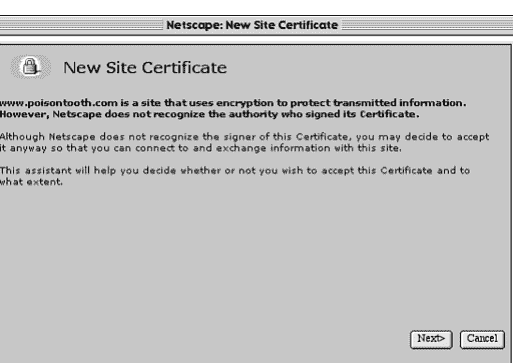 Netscape: New Site Certificate
New Site Certificate
www.poisontooth.com is a site that uses encryption to protect transmitted information.
However, Netscape does not recognize the authority who signed its Certificate.
Although Netscape does not recognize the signer of this Certificate, you may decide to accept
it anyway so that you can connect to and exchange information with this site.
This assistant will help you decide whether or not you wish to accept this Certificate and to
what extent.
Next> Cancel